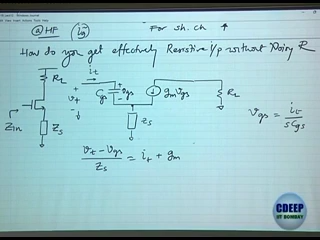 @HF (in) For sh. ch ↑
How do you get effectively Resistive i/p without Noisy R
RL
it
vt
Cgs
+
vgs
-
gmvgs
RL
Zin
Zs
Zs
vgs = it / sCgs
vt - vgs / Zs = it + gm
CDEEP
IIT BOMBAY